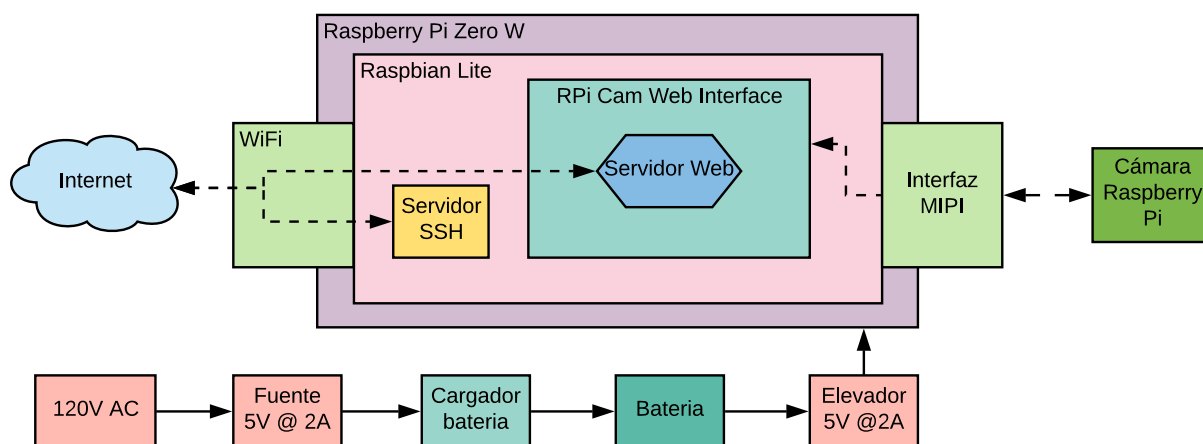 Raspberry Pi Zero W
Raspbian Lite
RPi Cam Web Interface
WiFi
Internet
Servidor Web
Servidor
SSH
Interfaz
MIPI
Cámara
Raspberry
Pi
120V AC
Fuente
5V @ 2A
Cargador
bateria
Bateria
Elevador
5V @2A